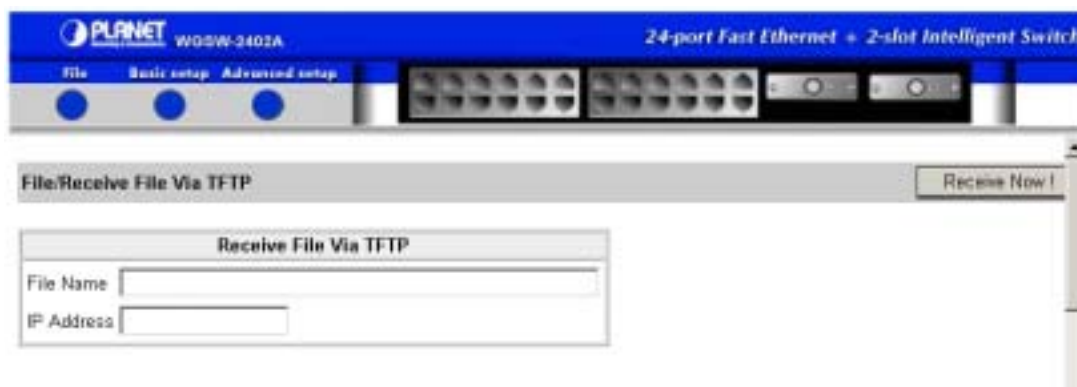 PLANET WGSW-2402A
24-port Fast Ethernet + 2-slot Intelligent Switch
File Basic setup Advanced setup
File/Receive File Via TFTP
Receive Now !
Receive File Via TFTP
File Name
IP Address